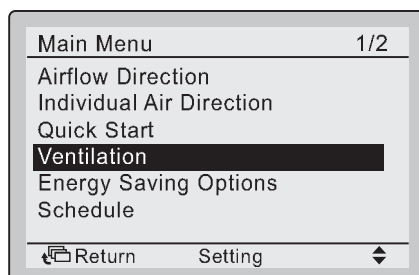 Main Menu 1/2
Airflow Direction
Individual Air Direction
Quick Start
Ventilation
Energy Saving Options
Schedule
Return Setting